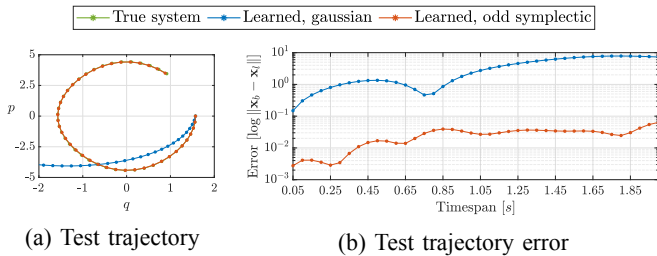 True system Learned, gaussian Learned, odd symplectic
5
2.5
0
-2.5
-5
p
-2 -1 0 1 2
q
(a) Test trajectory
10^1
10^0
10^-1
10^-2
10^-3
Error [log ||x_b − x_l||]
0.05 0.25 0.45 0.65 0.85 1.05 1.25 1.45 1.65 1.85
Timespan [s]
(b) Test trajectory error